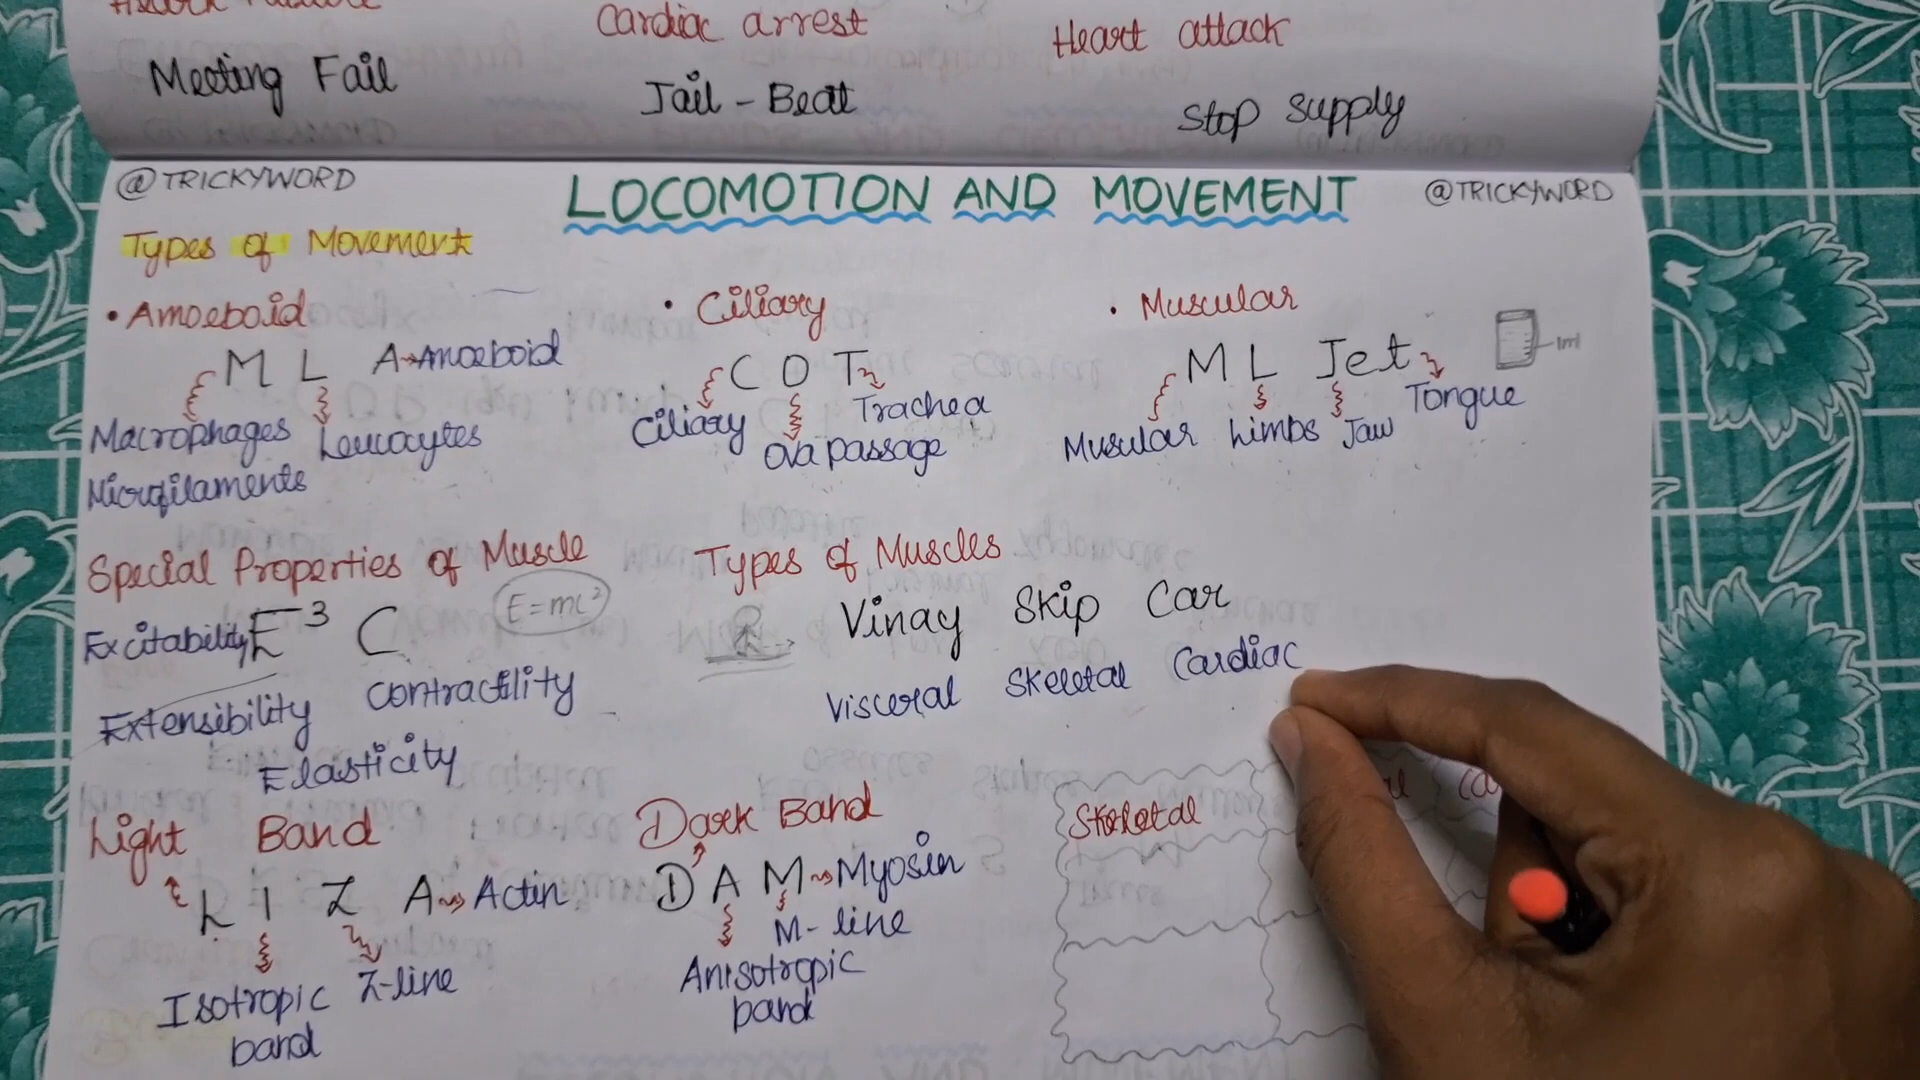 Cardiac arrest
Heart attack
Meeting Fail
Jail - Beat
Stop Supply
@TRICKYWORD
LOCOMOTION AND MOVEMENT
@TRICKYWORD
Types of Movement
• Amoeboid
M L A→Amoeboid
Macrophages Leucocytes
Microfilaments
• Ciliary
C O T
Ciliary Ova passage Trachea
• Muscular
M L Jet
1ml
Musular Limbs Jaw Tongue
Special Properties of Muscle
Excitability E³ C
E=mc²
Extensibility Contractility
Elasticity
Types of Muscles
Vinay Skip Car
Visceral Skeletal Cardiac
Light Band
L I Z A→Actin
Isotropic band Z-line
Dark Band
D A M→Myosin
M-line
Anisotropic
band
Skeletal